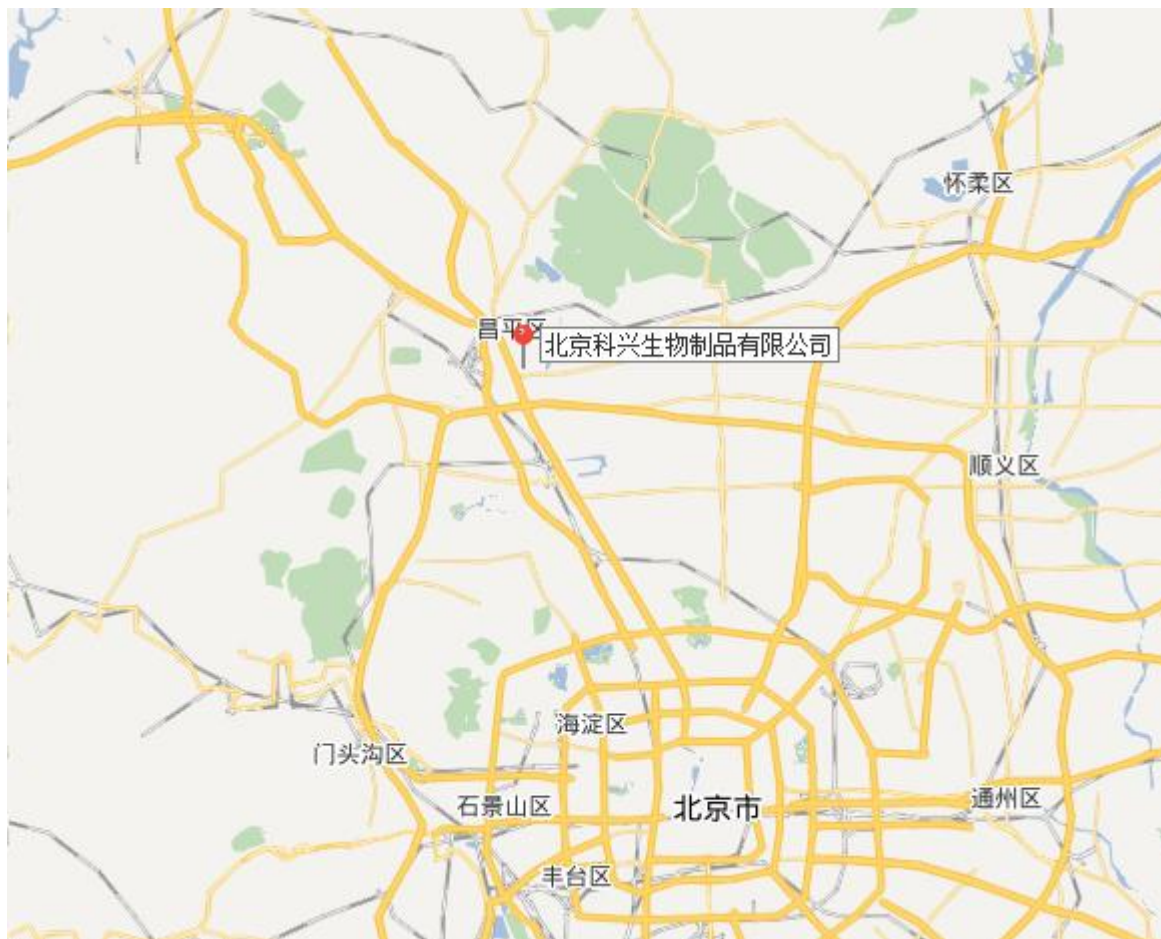 怀柔区
昌平区
北京科兴生物制品有限公司
顺义区
海淀区
门头沟区
石景山区
北京市
通州区
丰台区